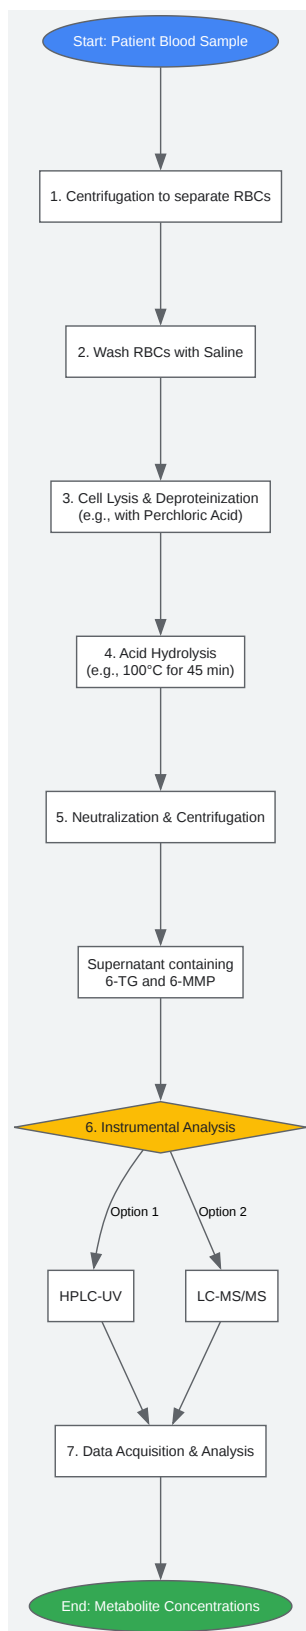 Start: Patient Blood Sample
1. Centrifugation to separate RBCs
2. Wash RBCs with Saline
3. Cell Lysis & Deproteinization
(e.g., with Perchloric Acid)
4. Acid Hydrolysis
(e.g., 100°C for 45 min)
5. Neutralization & Centrifugation
Supernatant containing
6-TG and 6-MMP
6. Instrumental Analysis
Option 1
Option 2
HPLC-UV
LC-MS/MS
7. Data Acquisition & Analysis
End: Metabolite Concentrations